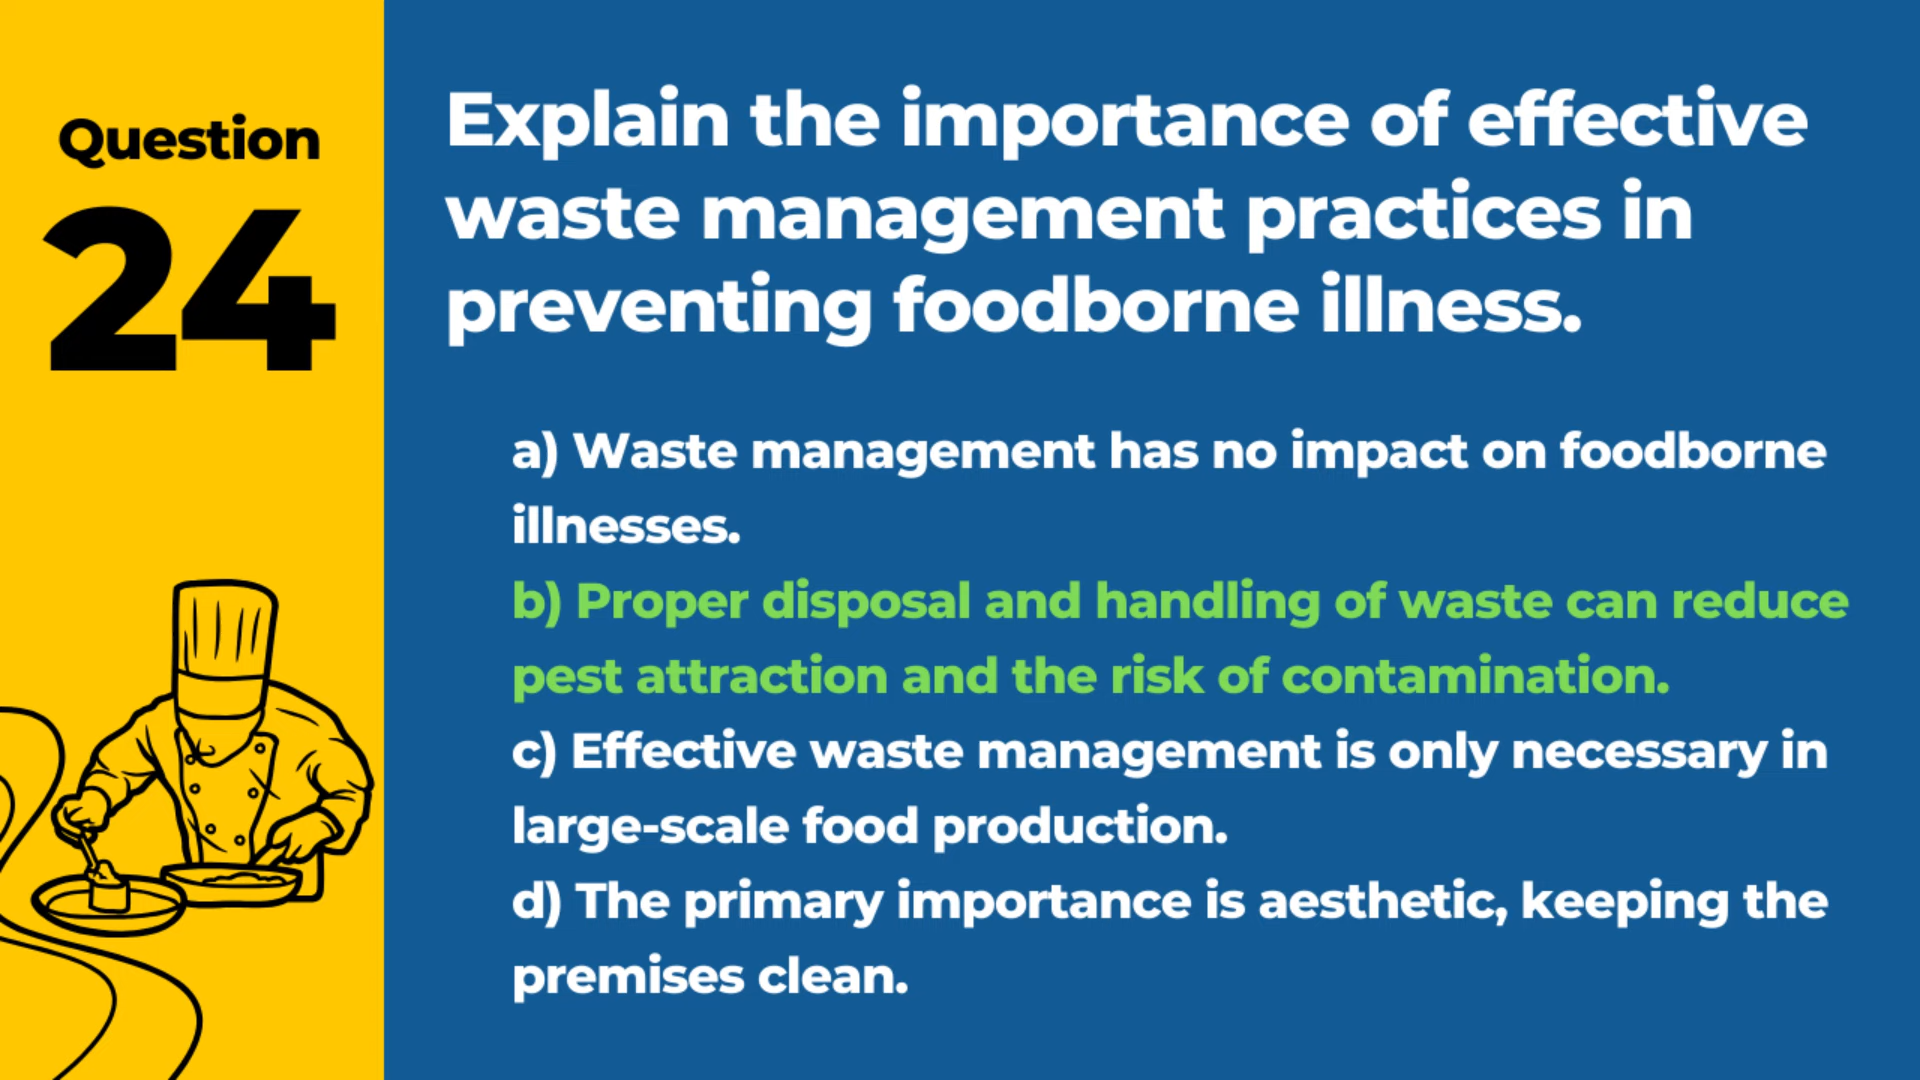 Question
24
Explain the importance of effective
waste management practices in
preventing foodborne illness.
a) Waste management has no impact on foodborne
illnesses.
b) Proper disposal and handling of waste can reduce
pest attraction and the risk of contamination.
c) Effective waste management is only necessary in
large-scale food production.
d) The primary importance is aesthetic, keeping the
premises clean.